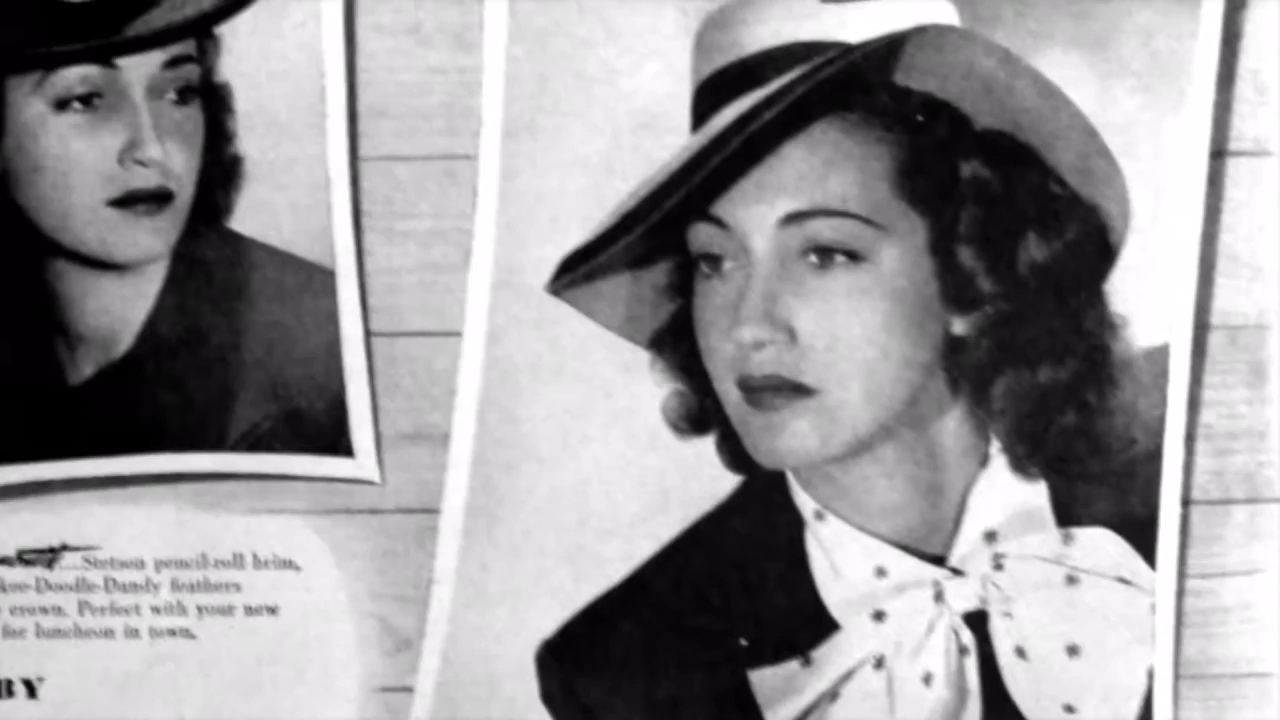 ...Stetson pencil-roll brim,
-Doodle-Dandy feathers
crown. Perfect with your new
for luncheon in town.
BY